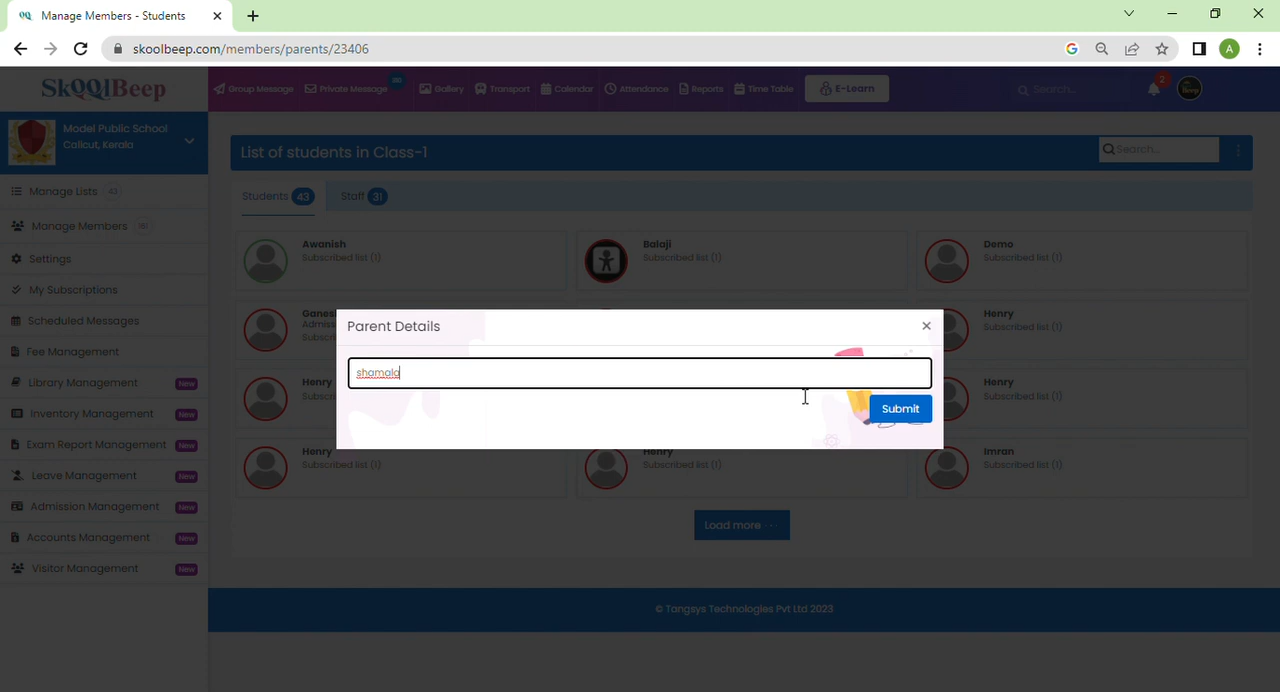 Manage Members - Students
skoolbeep.com/members/parents/23406
A
SkOOlBeep
Group Message
Private Message
Gallery
Transport
Calendar
Attendance
Reports
Time Table
E-Learn
Search...
2
Model Public School
Calicut, Kerala
List of students in Class-1
Search...
Manage Lists 43
Students 43
Staff 31
Manage Members 161
Settings
My Subscriptions
Scheduled Messages
Fee Management
Library Management New
Inventory Management New
Exam Report Management New
Leave Management New
Admission Management New
Accounts Management New
Visitor Management New
Awanish
Subscribed list (1)
Balaji
Subscribed list (1)
Demo
Subscribed list (1)
Henry
Subscribed list (1)
Parent Details
shamala
Submit
Henry
Henry
Subscribed list (1)
Henry
Subscribed list (1)
Henry
Subscribed list (1)
Imran
Subscribed list (1)
Load more ...
© Tangsys Technologies Pvt Ltd 2023